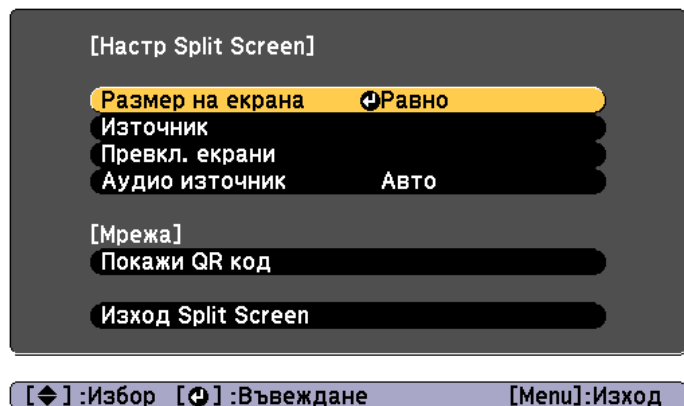 [Настр Split Screen]
Размер на екрана Равно
Източник
Превкл. екрани
Аудио източник Авто
[Мрежа]
Покажи QR код
Изход Split Screen
[ ] :Избор [ ] :Въвеждане [Menu]:Изход